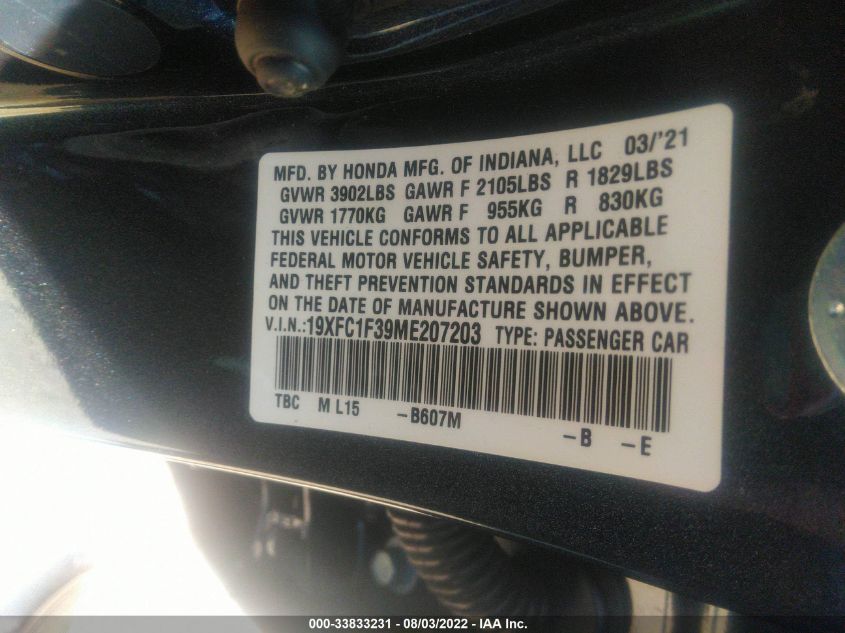 MFD. BY HONDA MFG. OF INDIANA, LLC 03/'21
GVWR 3902LBS GAWR F 2105LBS R 1829LBS
GVWR 1770KG GAWR F 955KG R 830KG
THIS VEHICLE CONFORMS TO ALL APPLICABLE
FEDERAL MOTOR VEHICLE SAFETY, BUMPER,
AND THEFT PREVENTION STANDARDS IN EFFECT
ON THE DATE OF MANUFACTURE SHOWN ABOVE.
V.I.N.:19XFC1F39ME207203 TYPE: PASSENGER CAR
TBC M L15 -B607M -B -E
000-33833231 - 08/03/2022 - IAA Inc.